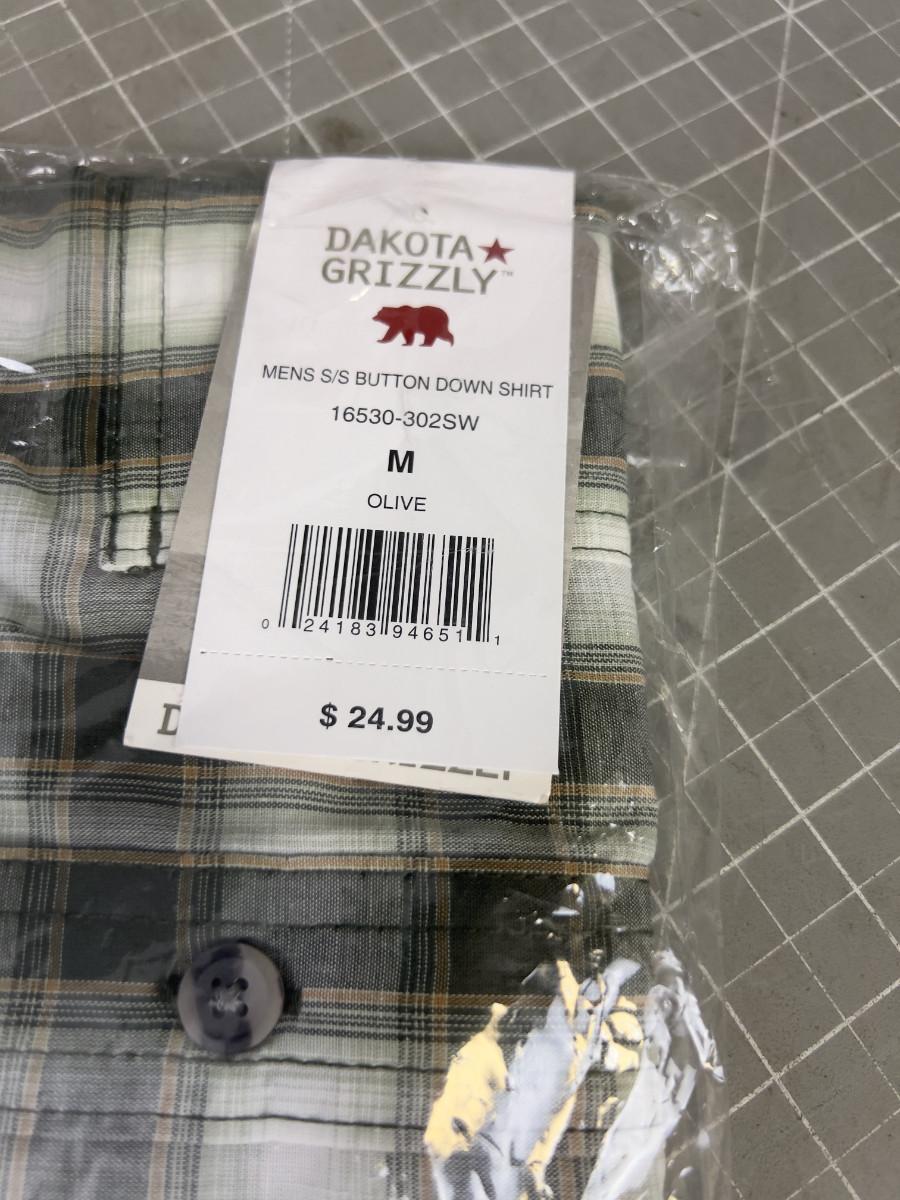 DAKOTA
GRIZZLY™
MENS S/S BUTTON DOWN SHIRT
16530-302SW
M
OLIVE
0 24183 94651 1
$ 24.99